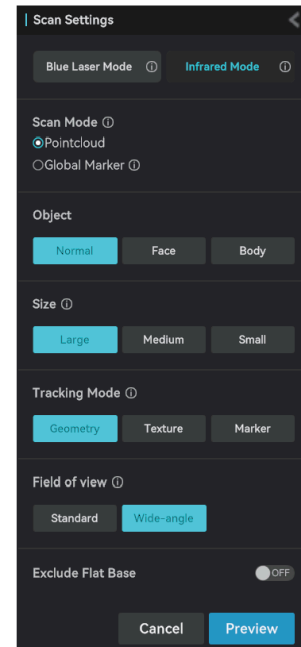 Scan Settings
Blue Laser Mode Infrared Mode
Scan Mode
Pointcloud
Global Marker
Object
Normal Face Body
Size
Large Medium Small
Tracking Mode
Geometry Texture Marker
Field of view
Standard Wide-angle
Exclude Flat Base OFF
Cancel Preview